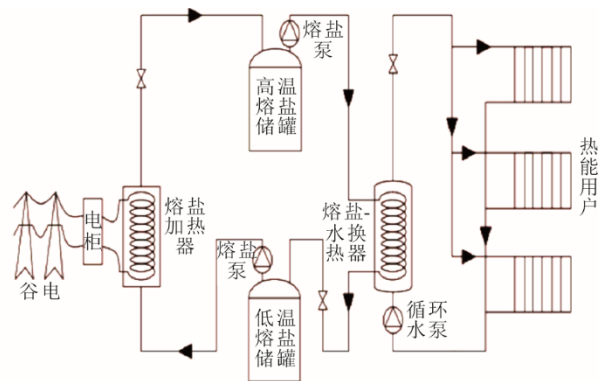 熔盐
泵
高温
熔盐
储罐
熔盐
加热
器
电
柜
谷电
熔盐
泵
低温
熔盐
储罐
熔盐-
水换
热器
循环
水泵
热能用户